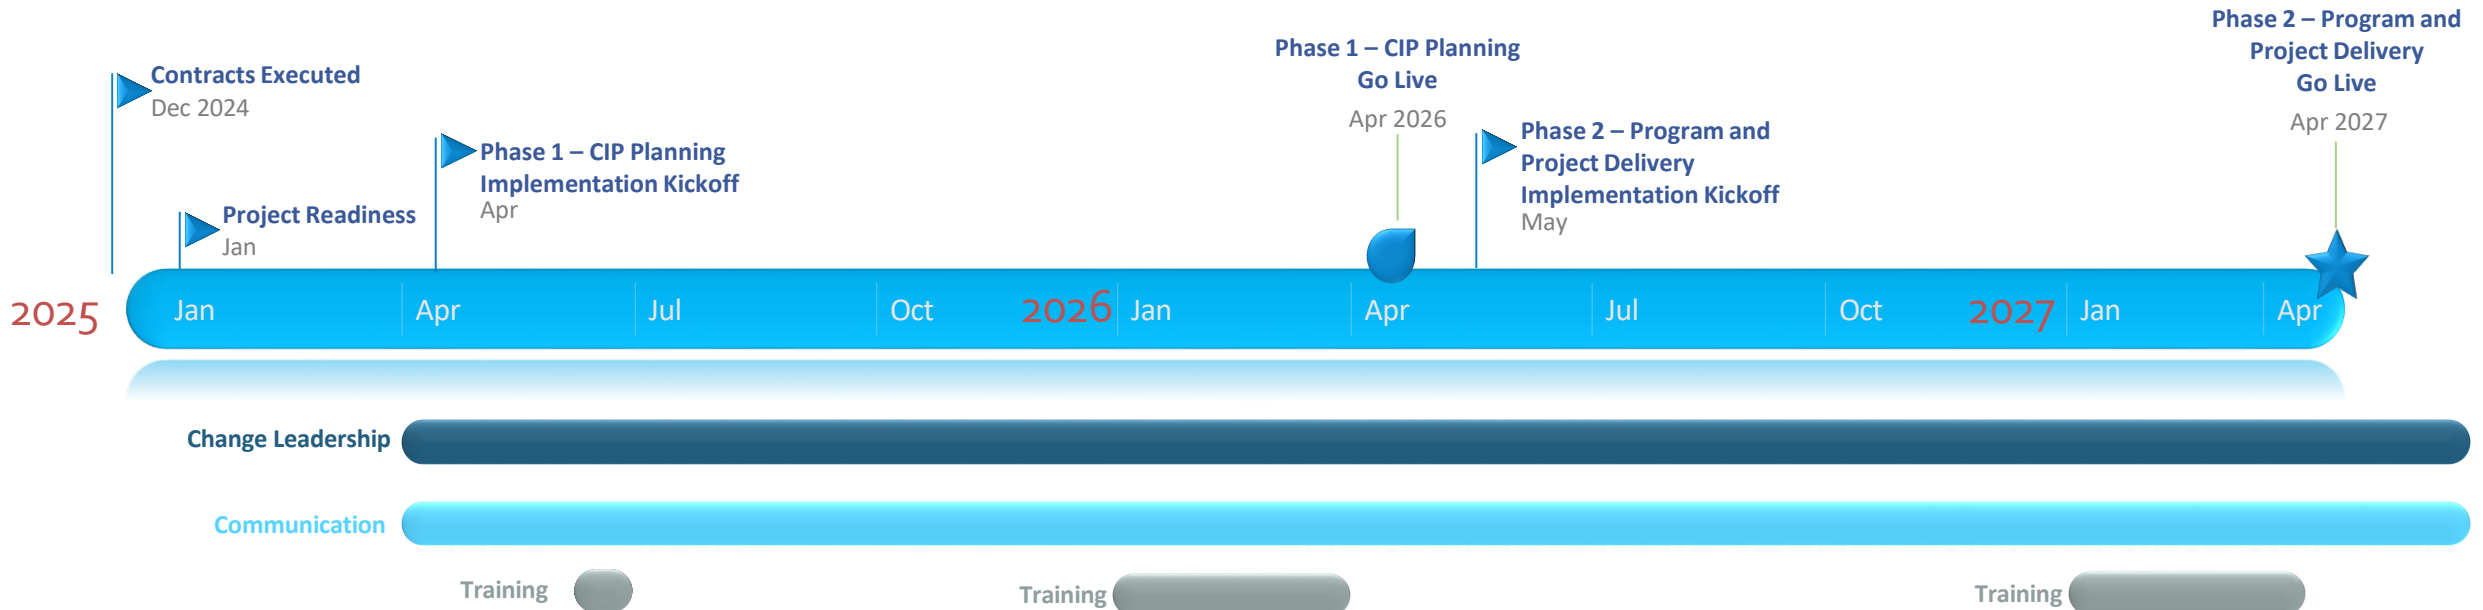 Phase 2 – Program and
Project Delivery
Go Live
Apr 2027
Phase 1 – CIP Planning
Go Live
Apr 2026
Contracts Executed
Dec 2024
Phase 2 – Program and
Project Delivery
Implementation Kickoff
May
Phase 1 – CIP Planning
Implementation Kickoff
Apr
Project Readiness
Jan
2025 Jan Apr Jul Oct 2026 Jan Apr Jul Oct 2027 Jan Apr
Change Leadership
Communication
Training Training Training